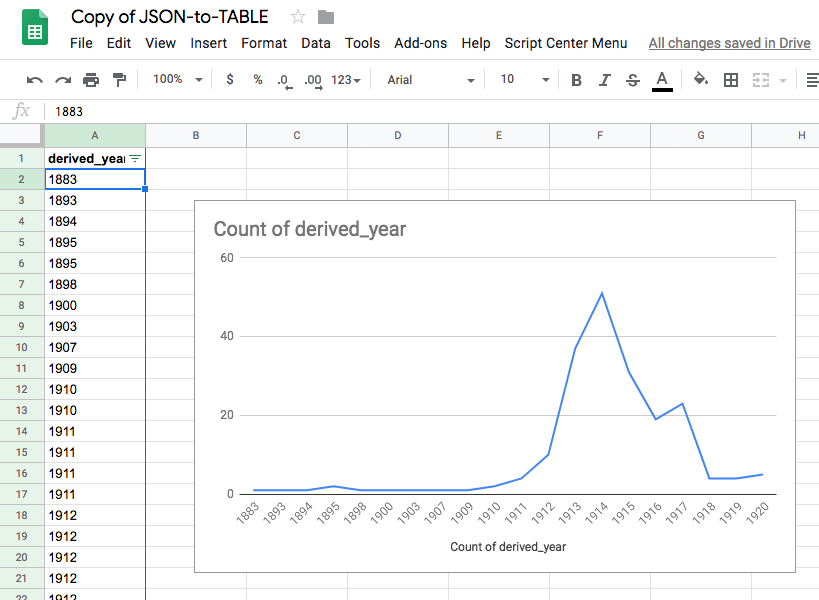 Copy of JSON-to-TABLE
File Edit View Insert Format Data Tools Add-ons Help Script Center Menu All changes saved in Drive
100% $ % .0 .00 123 Arial 10 B I S A
fx 1883
A B C D E F G H
1 derived_year
2 1883
3 1893
4 1894
5 1895
6 1895
7 1898
8 1900
9 1903
10 1907
11 1909
12 1910
13 1910
14 1911
15 1911
16 1911
17 1911
18 1912
19 1912
20 1912
21 1912
22 1912
Count of derived_year
60
40
20
0
1883 1893 1894 1895 1898 1900 1903 1907 1909 1910 1911 1912 1913 1914 1915 1916 1917 1918 1919 1920
Count of derived_year